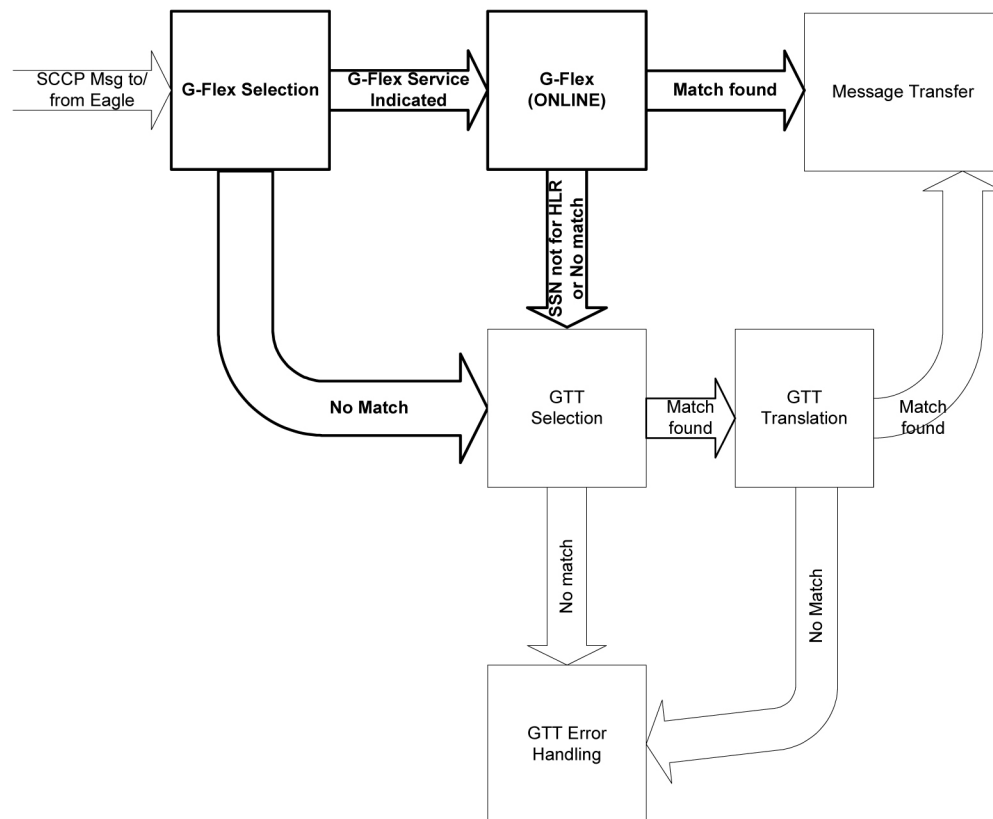 SCCP Msg to/
from Eagle
G-Flex Selection
G-Flex Service
Indicated
G-Flex
(ONLINE)
Match found
Message Transfer
SSN not for HLR
or No match
No Match
GTT
Selection
Match
found
GTT
Translation
Match
found
No match
No Match
GTT Error
Handling